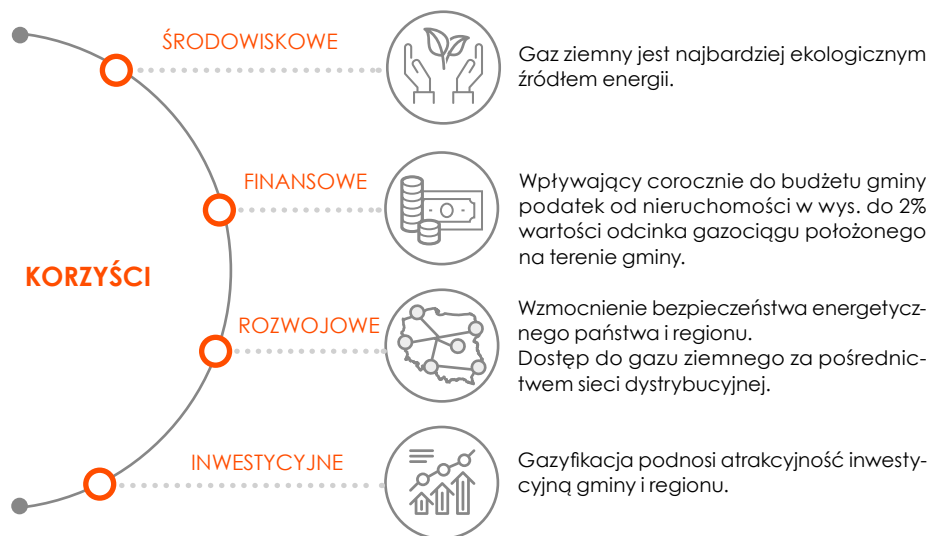 KORZYŚCI
ŚRODOWISKOWE
Gaz ziemny jest najbardziej ekologicznym
źródłem energii.
FINANSOWE
Wpływający corocznie do budżetu gminy
podatek od nieruchomości w wys. do 2%
wartości odcinka gazociągu położonego
na terenie gminy.
ROZWOJOWE
Wzmocnienie bezpieczeństwa energetycz-
nego państwa i regionu.
Dostęp do gazu ziemnego za pośrednic-
twem sieci dystrybucyjnej.
INWESTYCYJNE
Gazyfikacja podnosi atrakcyjność inwesty-
cyjną gminy i regionu.